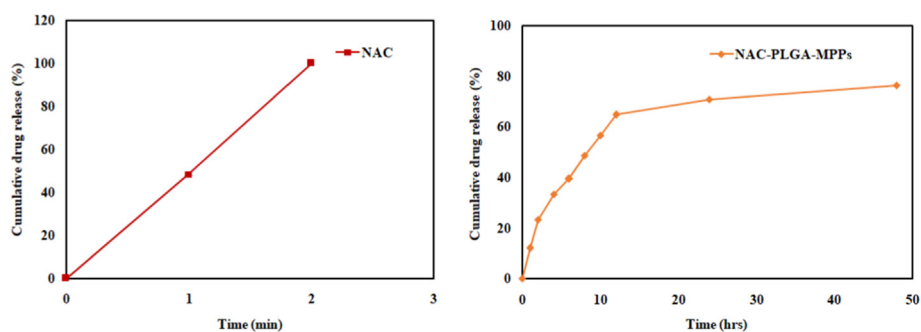 120
100
80
60
40
20
0
Cumulative drug release (%)
NAC
0 1 2 3
Time (min)
100
80
60
40
20
0
Cumulative drug release (%)
NAC-PLGA-MPPs
0 10 20 30 40 50
Time (hrs)